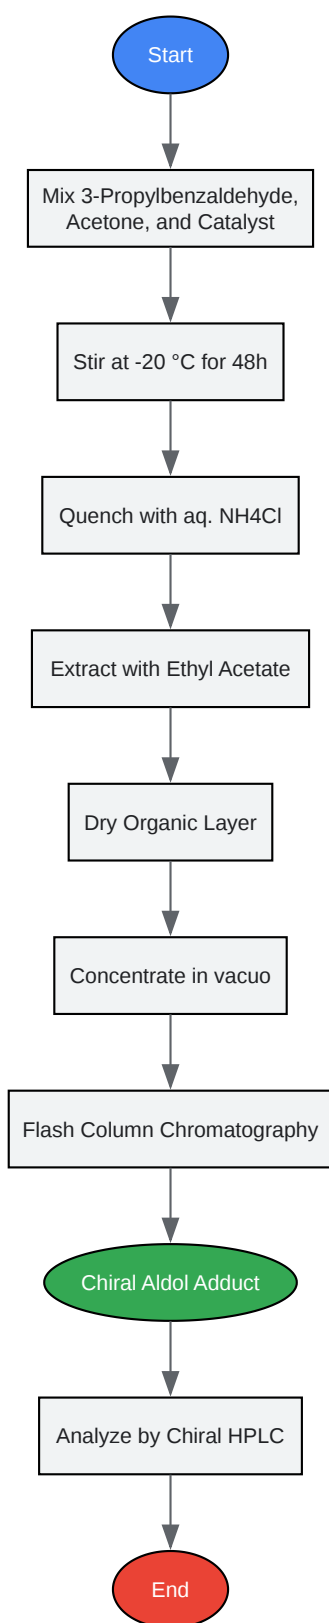 Start
Mix 3-Propylbenzaldehyde,
Acetone, and Catalyst
Stir at -20 °C for 48h
Quench with aq. NH4Cl
Extract with Ethyl Acetate
Dry Organic Layer
Concentrate in vacuo
Flash Column Chromatography
Chiral Aldol Adduct
Analyze by Chiral HPLC
End